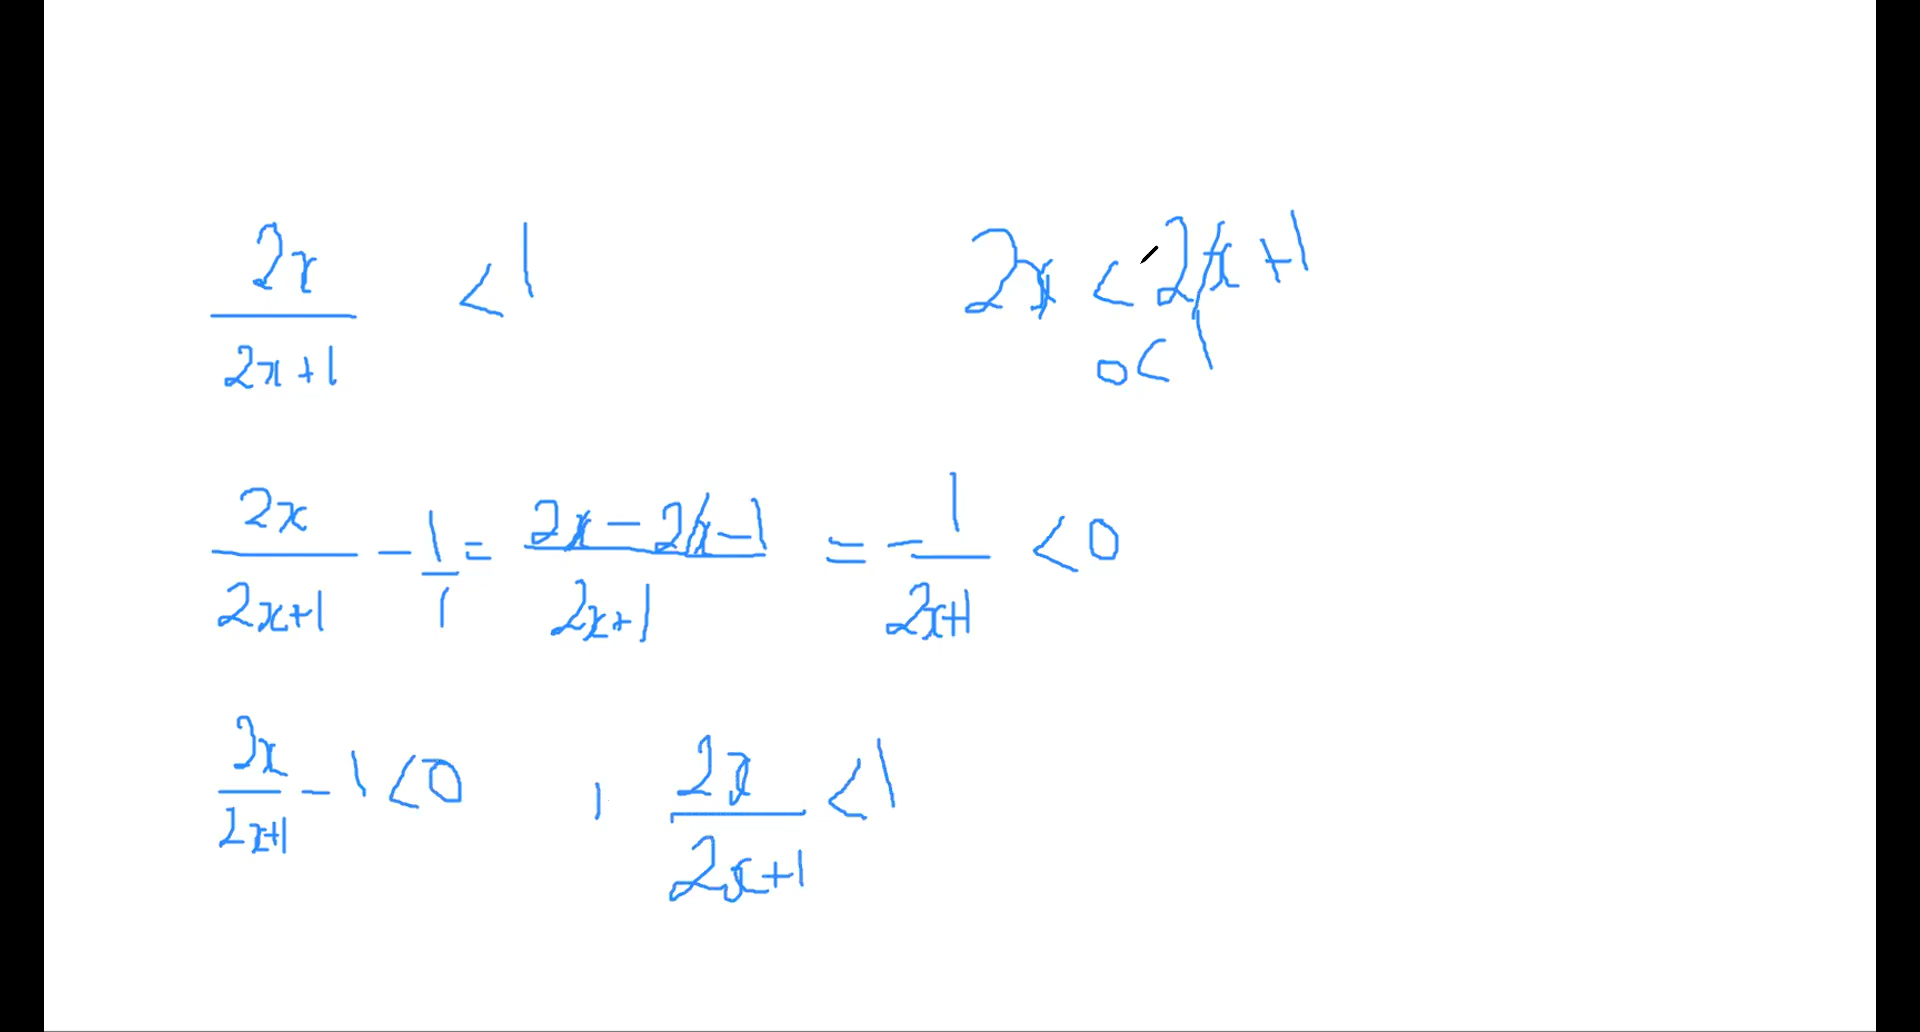 2x/(2x+1) < 1
2x < 2x+1
0 < 1
2x/(2x+1) - 1/1 = (2x - 2x - 1)/(2x+1) = -1/(2x+1) < 0
2x/(2x+1) - 1 < 0 , 2x/(2x+1) < 1